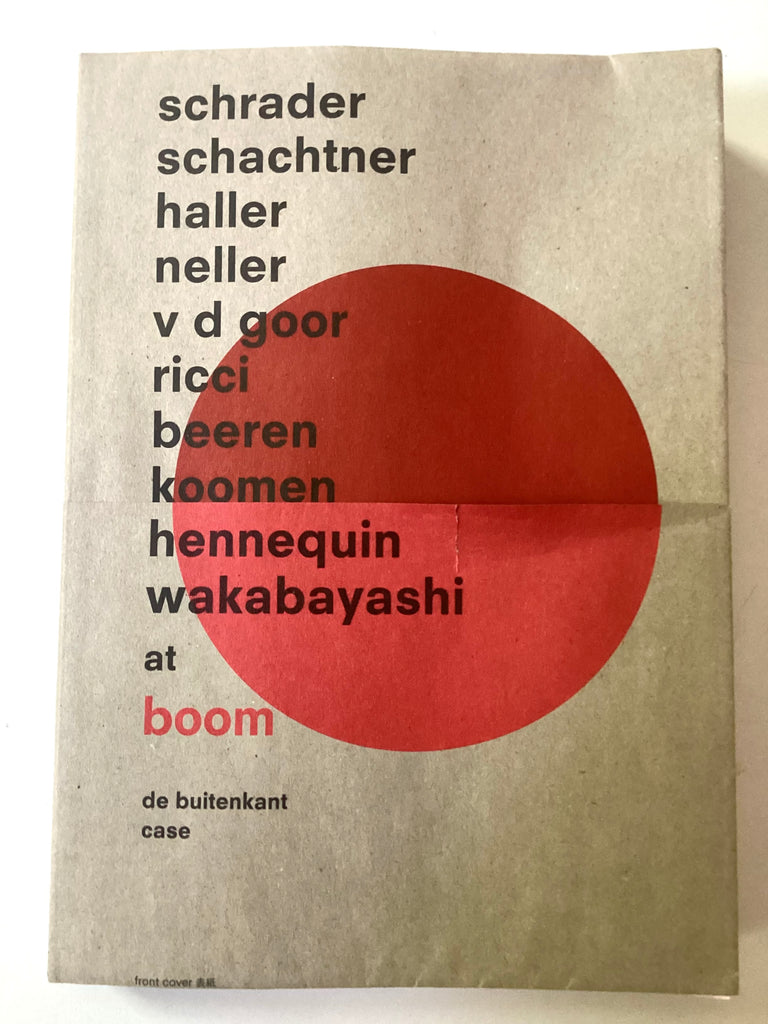 schrader
schachtner
haller
neller
v d goor
ricci
beeren
koomen
hennequin
wakabayashi
at
boom
de buitenkant
case
front cover 表紙